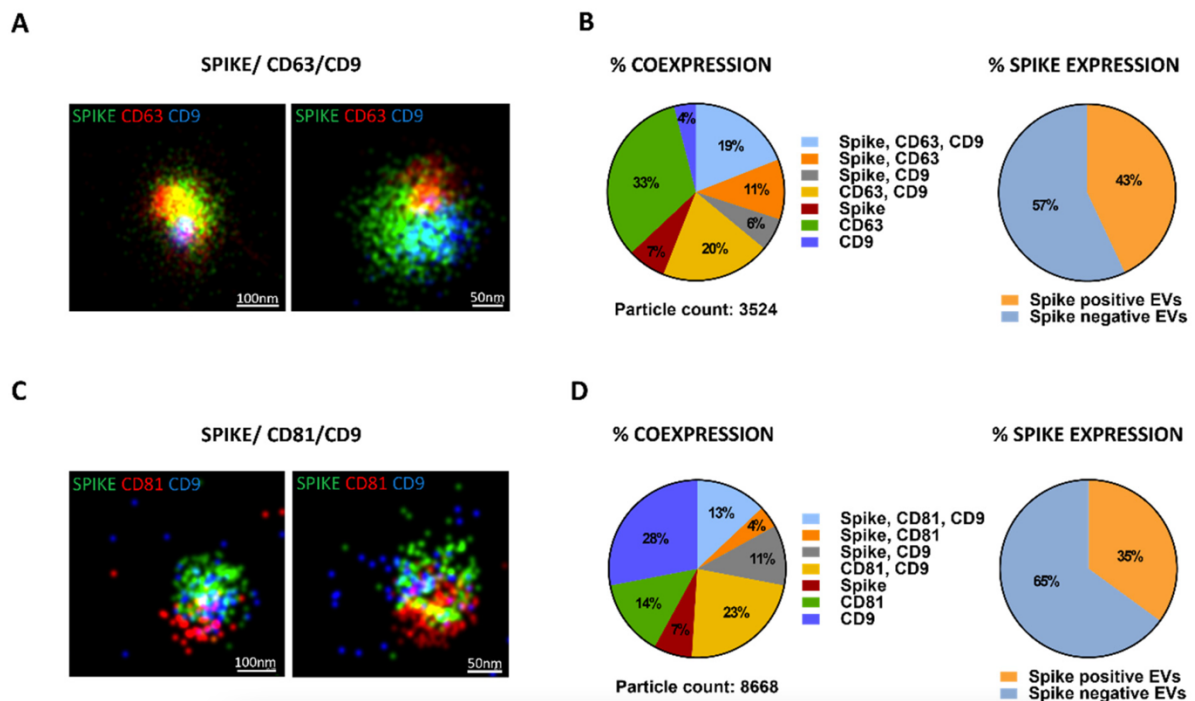 A
SPIKE/ CD63/CD9
SPIKE CD63 CD9
100nm
SPIKE CD63 CD9
50nm
B
% COEXPRESSION
4%
19%
11%
6%
20%
7%
33%
Spike, CD63, CD9
Spike, CD63
Spike, CD9
CD63, CD9
Spike
CD63
CD9
Particle count: 3524
% SPIKE EXPRESSION
43%
57%
Spike positive EVs
Spike negative EVs
C
SPIKE/ CD81/CD9
SPIKE CD81 CD9
100nm
SPIKE CD81 CD9
50nm
D
% COEXPRESSION
13%
4%
11%
23%
7%
14%
28%
Spike, CD81, CD9
Spike, CD81
Spike, CD9
CD81, CD9
Spike
CD81
CD9
Particle count: 8668
% SPIKE EXPRESSION
35%
65%
Spike positive EVs
Spike negative EVs